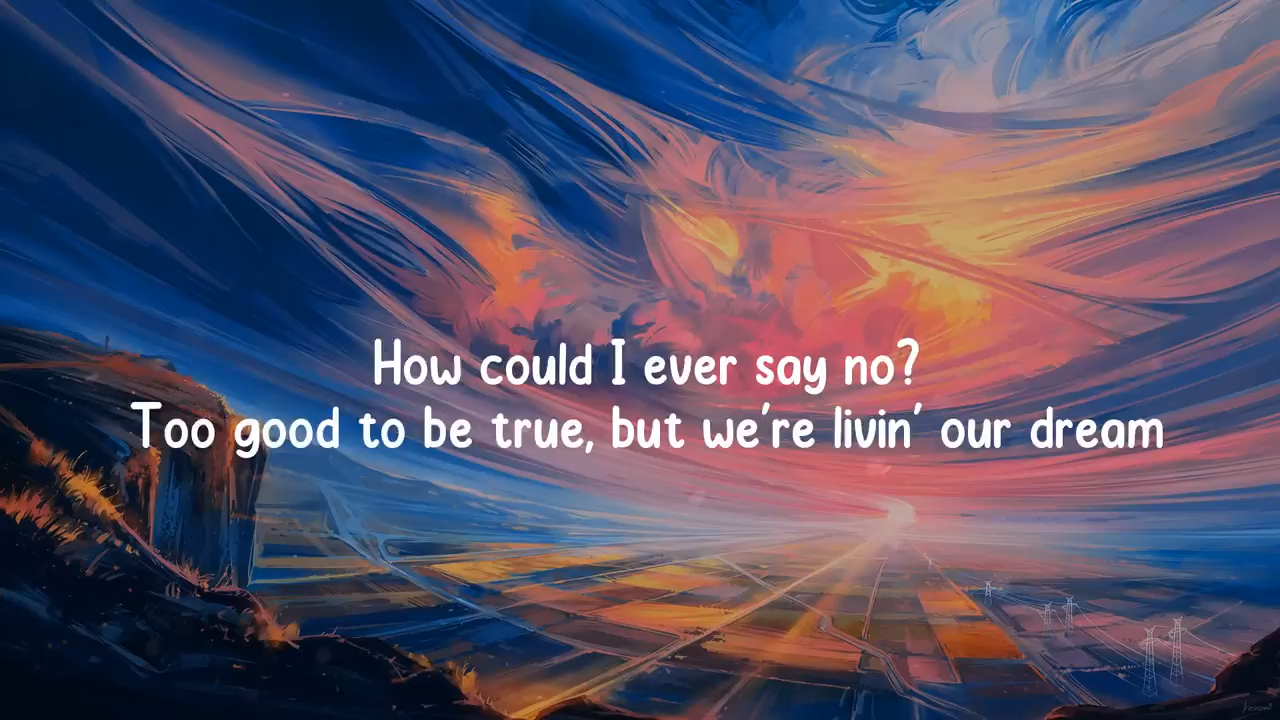 How could I ever say no?
Too good to be true, but we're livin' our dream